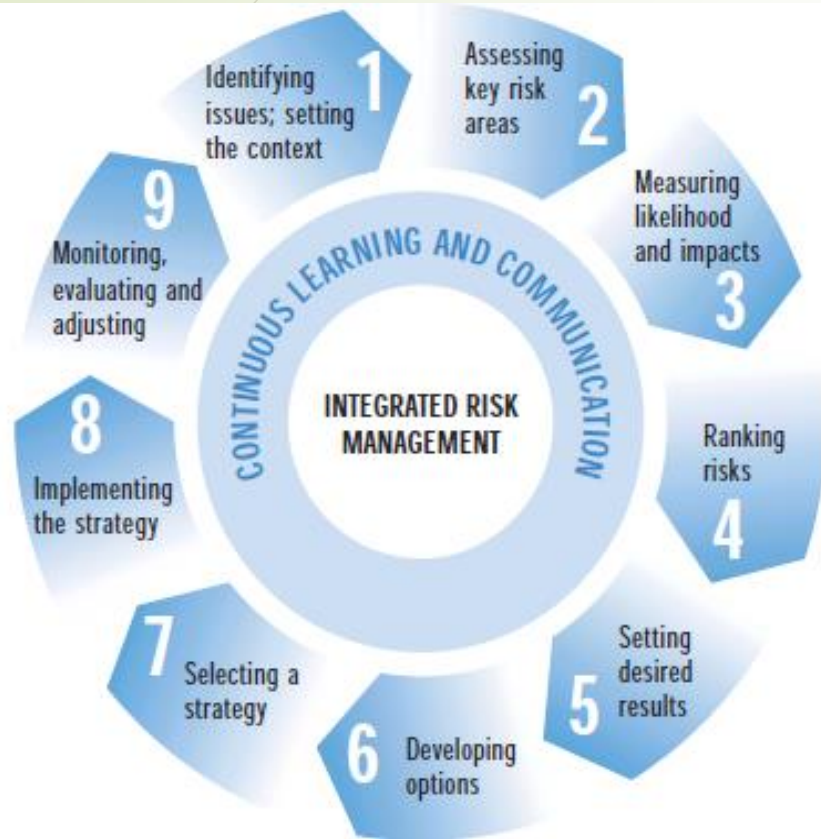 1
Identifying
issues; setting
the context
2
Assessing
key risk
areas
Measuring
likelihood
and impacts
3
Ranking
risks
4
Setting
desired
results
5
6
Developing
options
7
Selecting a
strategy
8
Implementing
the strategy
9
Monitoring,
evaluating and
adjusting
CONTINUOUS LEARNING AND COMMUNICATION
INTEGRATED RISK
MANAGEMENT